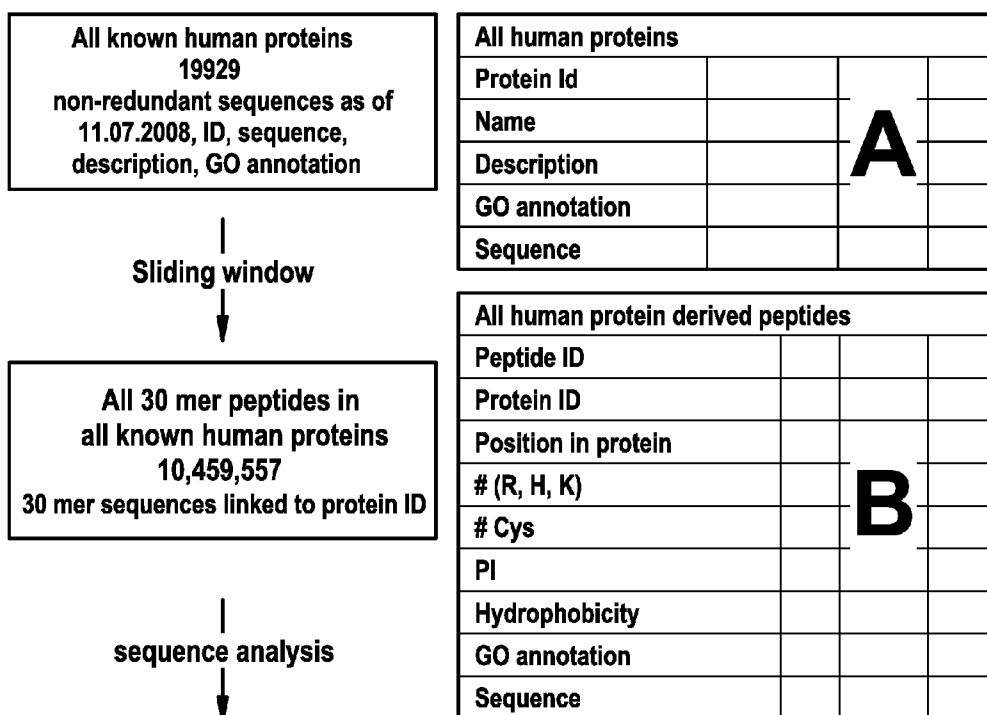 All known human proteins
19929
non-redundant sequences as of
11.07.2008, ID, sequence,
description, GO annotation
Sliding window
All 30 mer peptides in
all known human proteins
10,459,557
30 mer sequences linked to protein ID
sequence analysis
All human proteins
Protein Id
Name
Description
GO annotation
Sequence
A
All human protein derived peptides
Peptide ID
Protein ID
Position in protein
# (R, H, K)
# Cys
PI
Hydrophobicity
GO annotation
Sequence
B